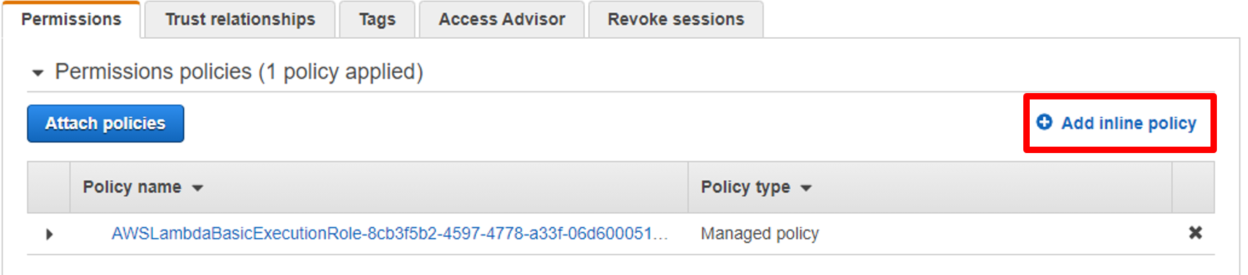 Permissions Trust relationships Tags Access Advisor Revoke sessions
Permissions policies (1 policy applied)
Attach policies Add inline policy
Policy name Policy type
AWSLambdaBasicExecutionRole-8cb3f5b2-4597-4778-a33f-06d600051... Managed policy